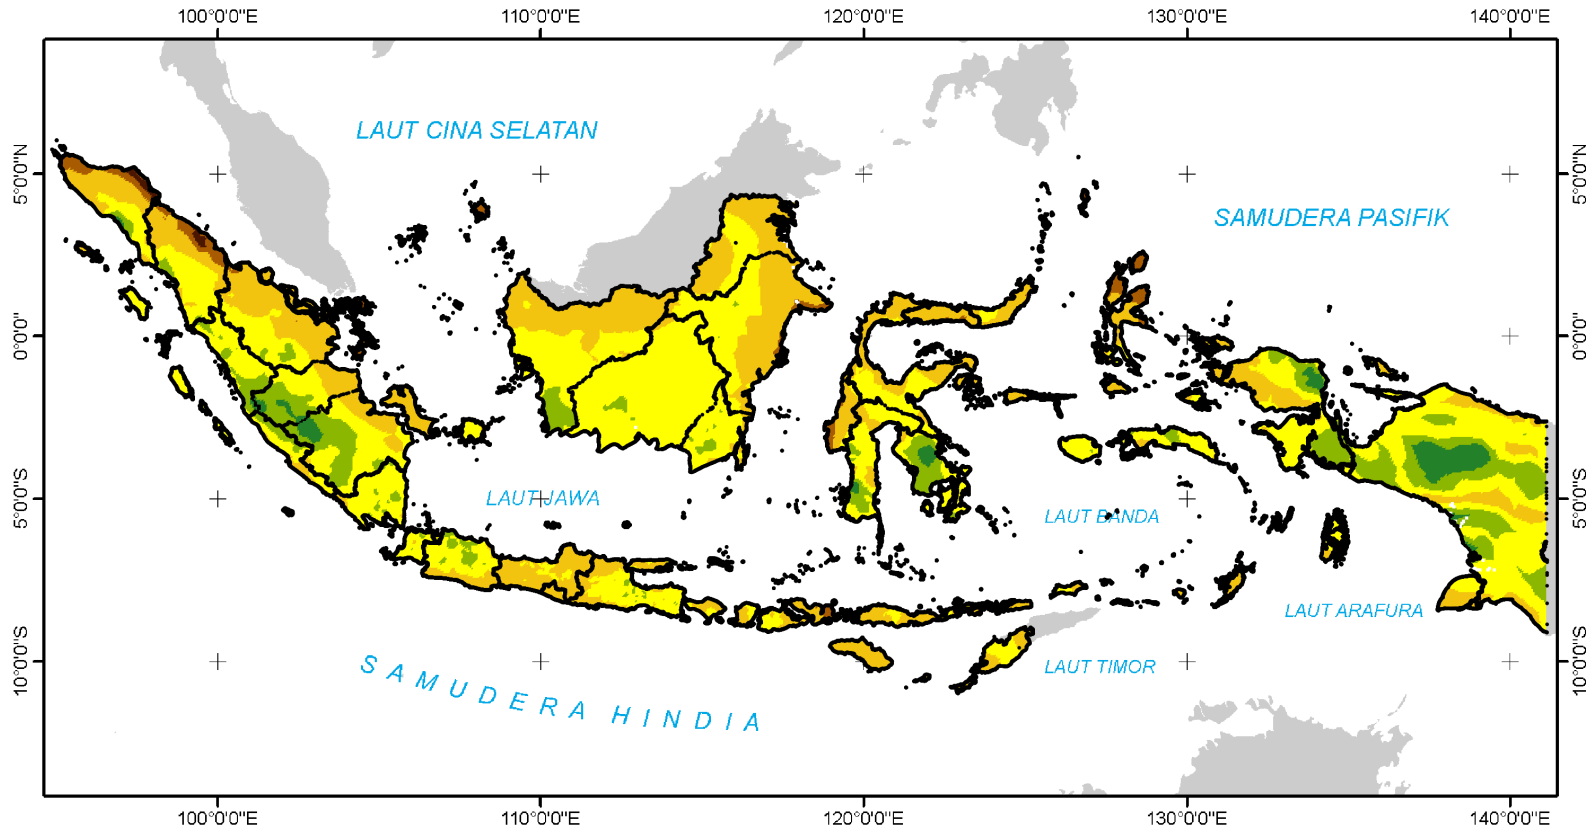 100°0'0"E 110°0'0"E 120°0'0"E 130°0'0"E 140°0'0"E
LAUT CINA SELATAN
5°0'0"N 5°0'0"N
SAMUDERA PASIFIK
0°0'0" 0°0'0"
5°0'0"S LAUT JAWA 5°0'0"S
LAUT BANDA
LAUT ARAFURA
10°0'0"S LAUT TIMOR 10°0'0"S
SAMUDERA HINDIA
100°0'0"E 110°0'0"E 120°0'0"E 130°0'0"E 140°0'0"E